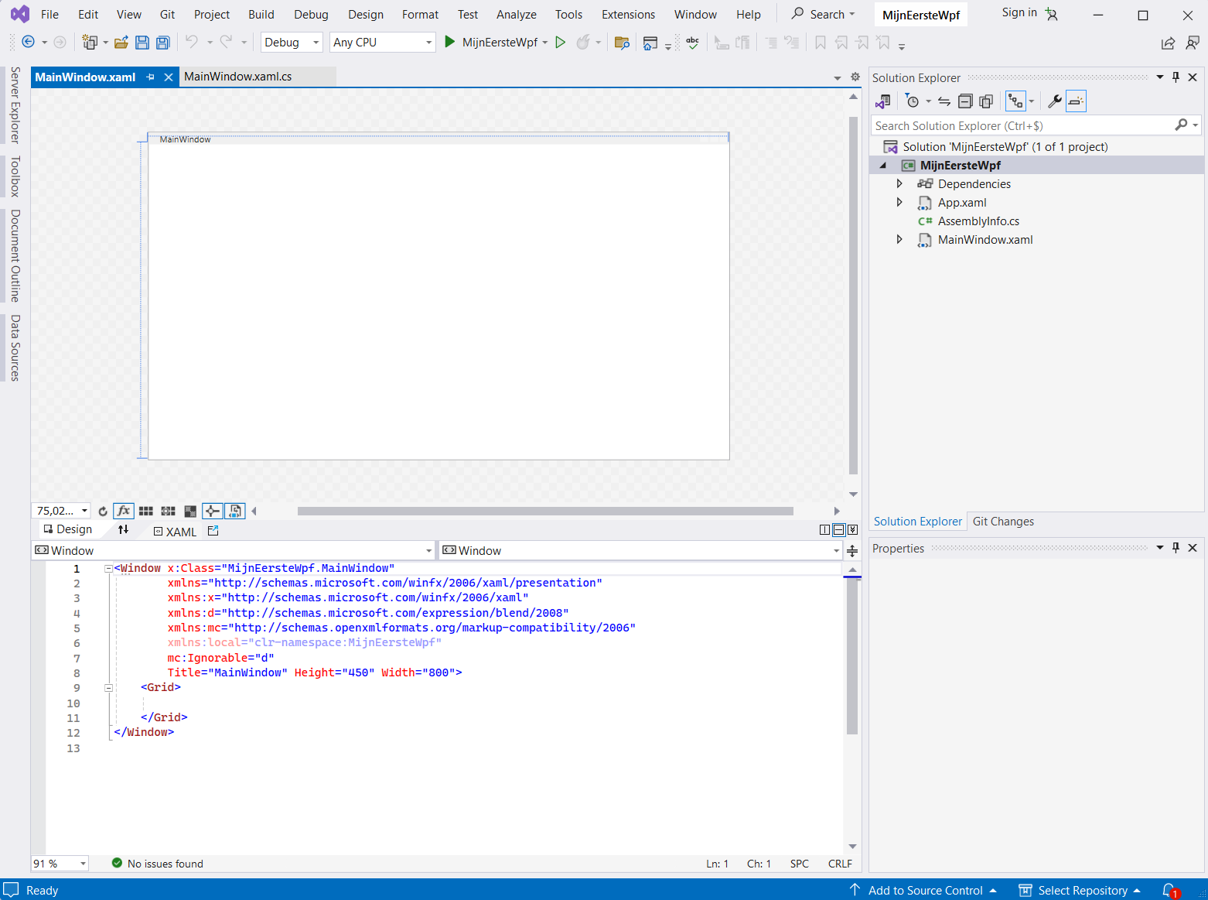 File Edit View Git Project Build Debug Design Format Test Analyze Tools Extensions Window Help Search MijnEersteWpf Sign in
Debug Any CPU MijnEersteWpf abc
Server Explorer
Toolbox
Document Outline
Data Sources
MainWindow.xaml MainWindow.xaml.cs
MainWindow
75,02... fx
Design XAML
Window Window
1 <Window x:Class="MijnEersteWpf.MainWindow"
2 xmlns="http://schemas.microsoft.com/winfx/2006/xaml/presentation"
3 xmlns:x="http://schemas.microsoft.com/winfx/2006/xaml"
4 xmlns:d="http://schemas.microsoft.com/expression/blend/2008"
5 xmlns:mc="http://schemas.openxmlformats.org/markup-compatibility/2006"
6 xmlns:local="clr-namespace:MijnEersteWpf"
7 mc:Ignorable="d"
8 Title="MainWindow" Height="450" Width="800">
9 <Grid>
10
11 </Grid>
12 </Window>
13
91 % No issues found Ln: 1 Ch: 1 SPC CRLF
Solution Explorer
Search Solution Explorer (Ctrl+$)
Solution 'MijnEersteWpf' (1 of 1 project)
C# MijnEersteWpf
Dependencies
App.xaml
C# AssemblyInfo.cs
MainWindow.xaml
Solution Explorer Git Changes
Properties
Ready Add to Source Control Select Repository 1